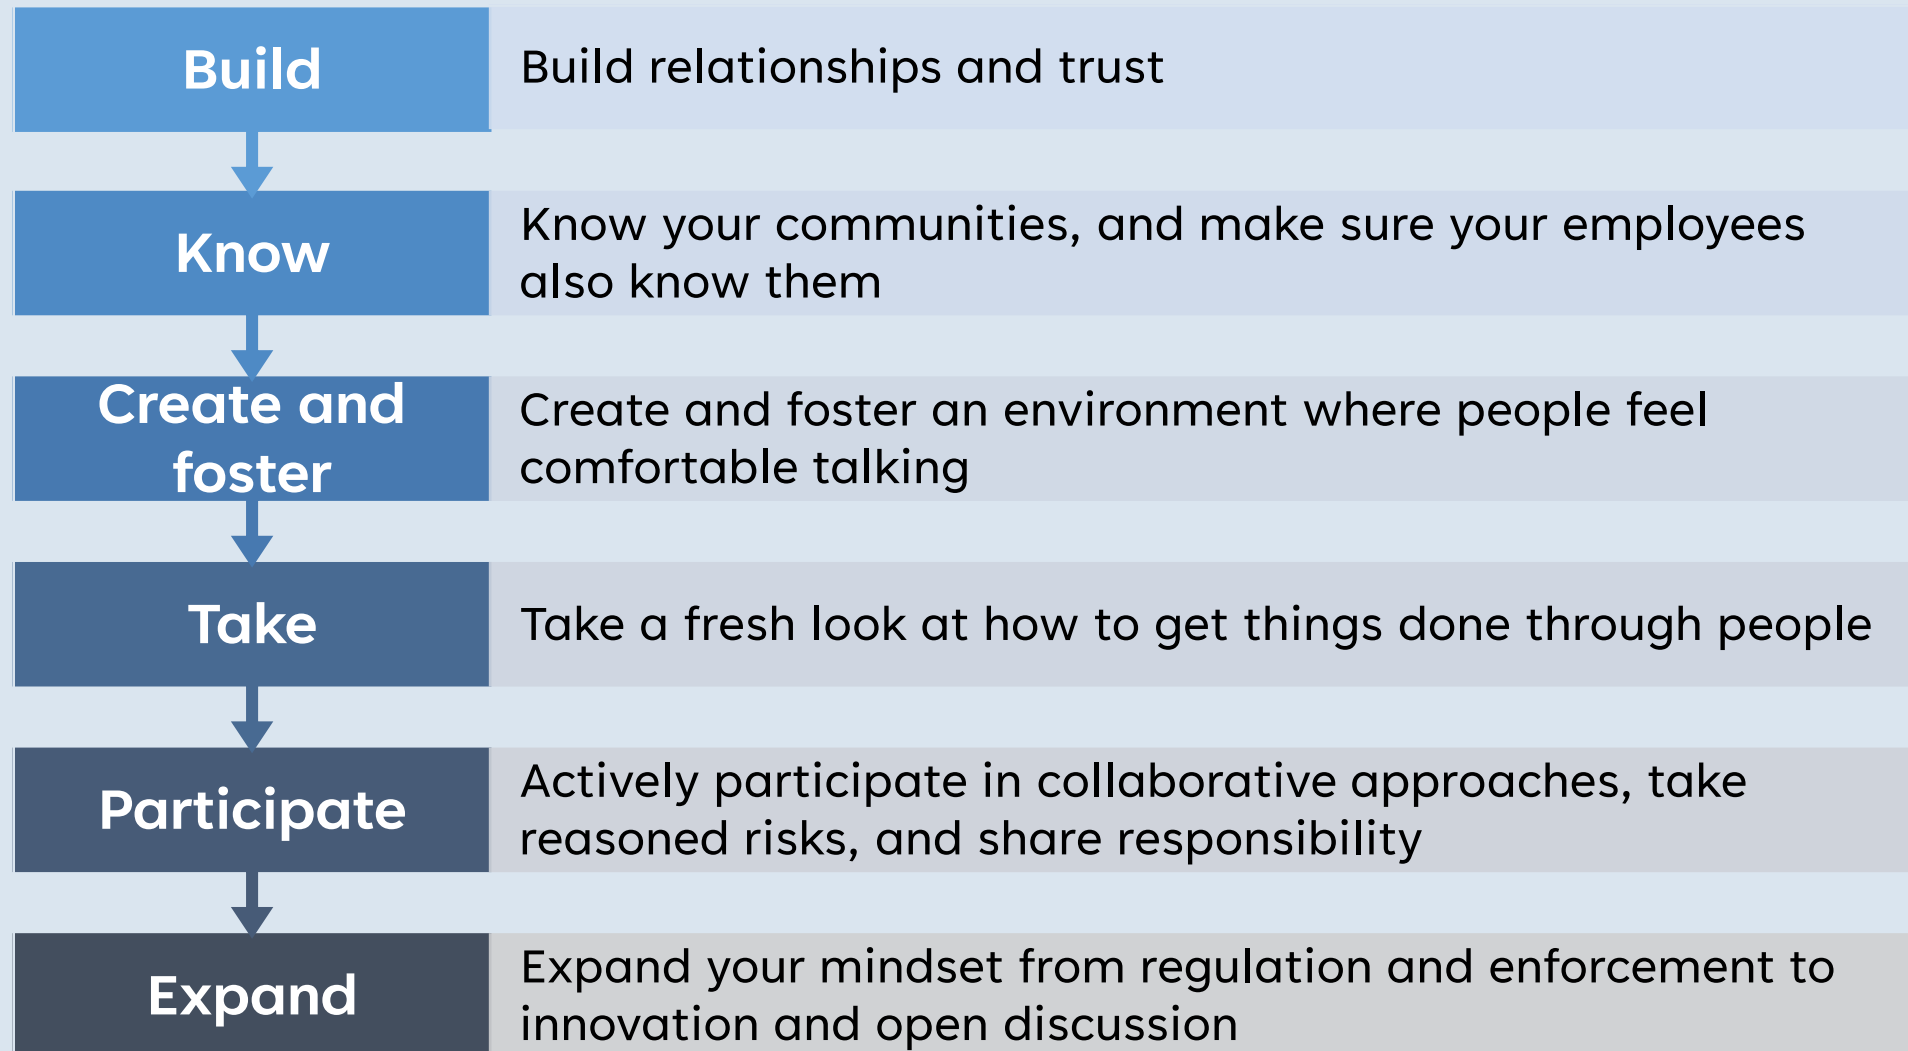 Build
Build relationships and trust
Know
Know your communities, and make sure your employees
also know them
Create and
foster
Create and foster an environment where people feel
comfortable talking
Take
Take a fresh look at how to get things done through people
Participate
Actively participate in collaborative approaches, take
reasoned risks, and share responsibility
Expand
Expand your mindset from regulation and enforcement to
innovation and open discussion